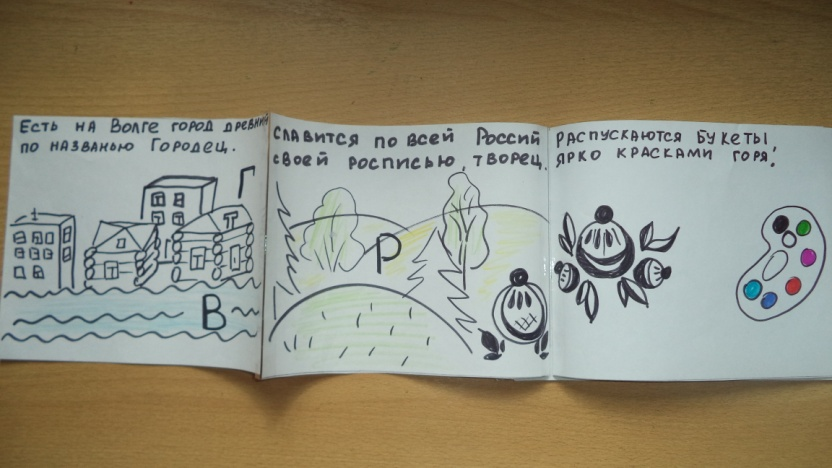 Есть на Волге город древний
по названью Городец.
Г
Т
В
Славится по всей Россий
своей росписью, творец.
Р
Распускаются букеты,
ярко красками горя!